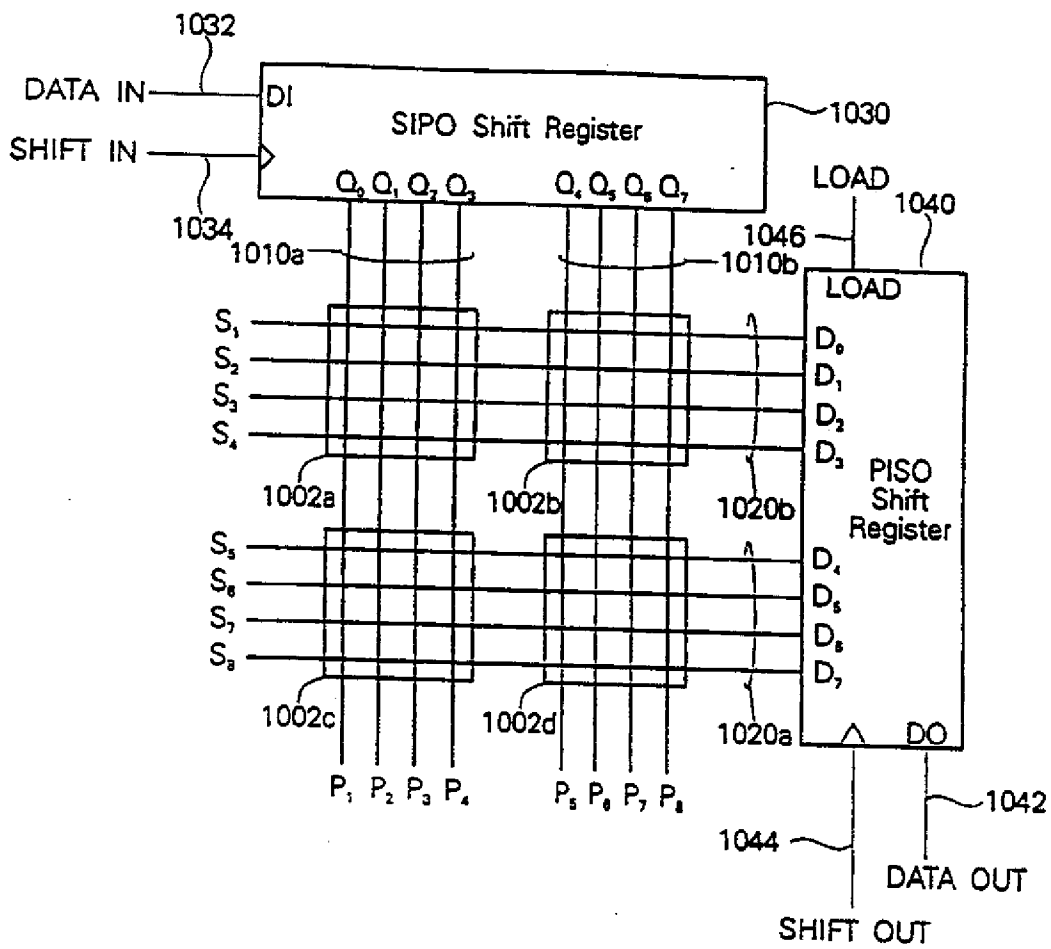 1032
DATA IN
DI
SIPO Shift Register
1030
SHIFT IN
1034
Q₀ Q₁ Q₂ Q₃ Q₄ Q₅ Q₆ Q₇
LOAD
1040
1046
1010a
1010b
LOAD
S₁
S₂
S₃
S₄
D₀
D₁
D₂
D₃
1002a
1002b
1020b
PISO
Shift
Register
S₅
S₆
S₇
S₈
D₄
D₅
D₆
D₇
1002c
1002d
1020a
DO
P₁ P₂ P₃ P₄ P₅ P₆ P₇ P₈
1042
1044
DATA OUT
SHIFT OUT